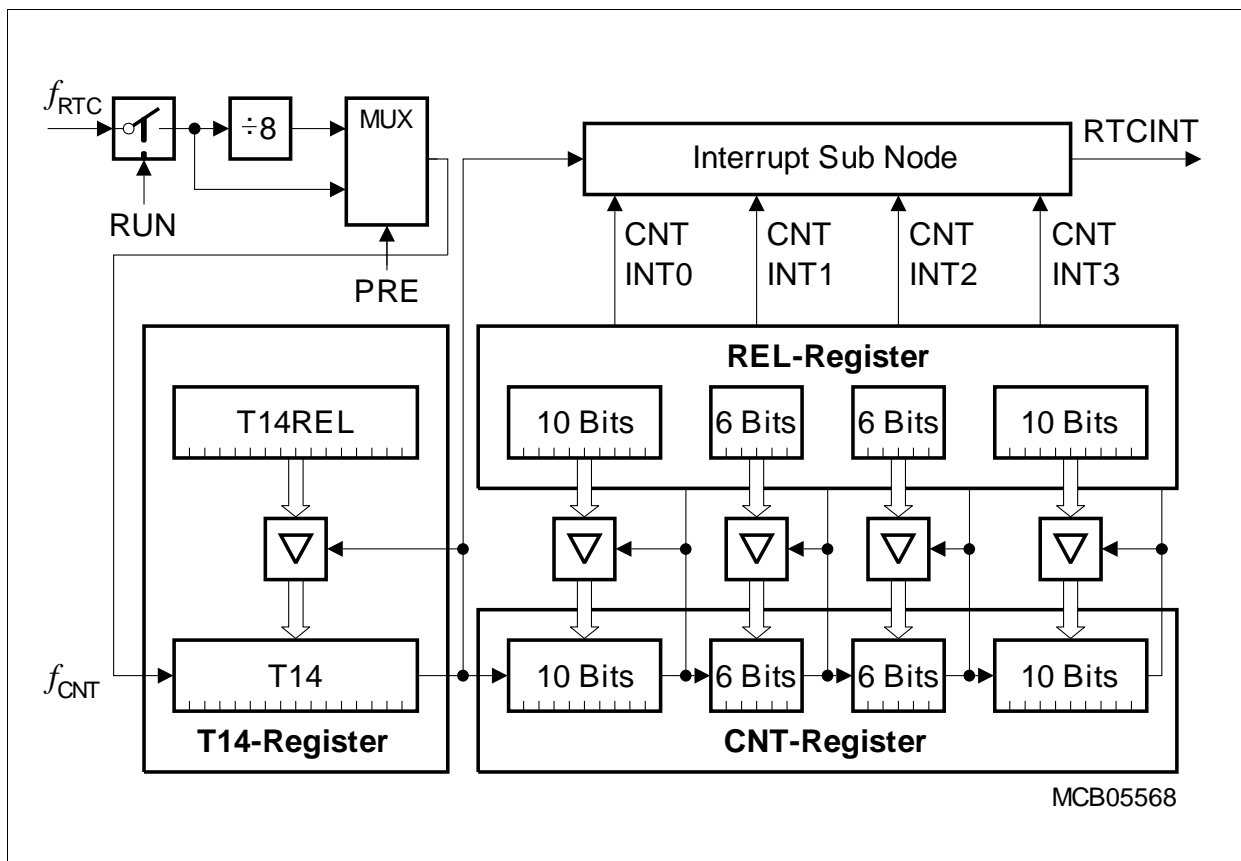 fRTC
÷8
MUX
RUN
PRE
Interrupt Sub Node
RTCINT
CNT INT0
CNT INT1
CNT INT2
CNT INT3
REL-Register
T14REL
10 Bits
6 Bits
6 Bits
10 Bits
fCNT
T14
10 Bits
6 Bits
6 Bits
10 Bits
T14-Register
CNT-Register
MCB05568